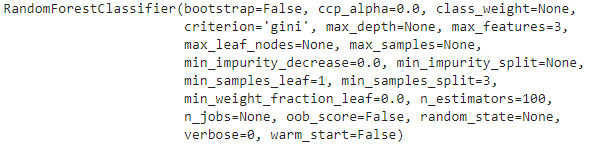 RandomForestClassifier(bootstrap=False, ccp_alpha=0.0, class_weight=None,
criterion='gini', max_depth=None, max_features=3,
max_leaf_nodes=None, max_samples=None,
min_impurity_decrease=0.0, min_impurity_split=None,
min_samples_leaf=1, min_samples_split=3,
min_weight_fraction_leaf=0.0, n_estimators=100,
n_jobs=None, oob_score=False, random_state=None,
verbose=0, warm_start=False)